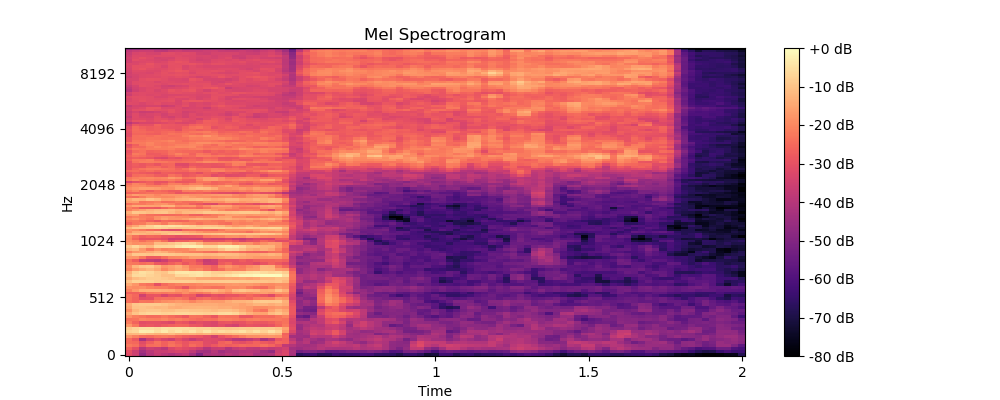 Mel Spectrogram
Hz
8192
4096
2048
1024
512
0
0 0.5 1 1.5 2
Time
+0 dB
-10 dB
-20 dB
-30 dB
-40 dB
-50 dB
-60 dB
-70 dB
-80 dB